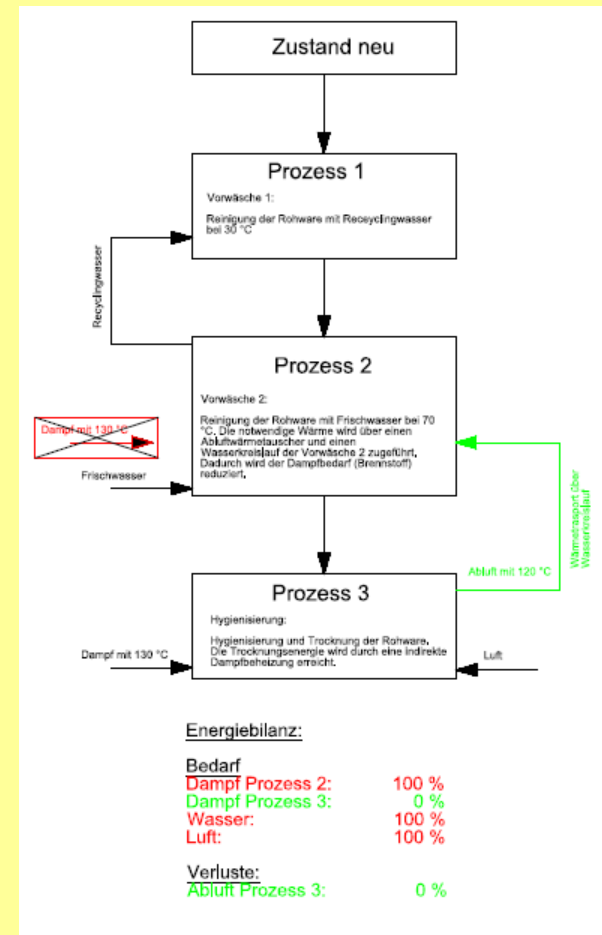 Zustand neu
Prozess 1
Vorwäsche 1:
Reinigung der Rohware mit Receyclingwasser
bei 30 °C
Recyclingwasser
Prozess 2
Vorwäsche 2:
Reinigung der Rohware mit Frischwasser bei 70
°C. Die notwendige Wärme wird über einen
Abluftwärmetauscher und einen
Wasserkreislauf der Vorwäsche 2 zugeführt.
Dadurch wird der Dampfbedarf (Brennstoff)
reduziert.
Dampf mit 130 °C
Frischwasser
Wärmetrasport über
Wasserkreislauf
Abluft mit 120 °C
Prozess 3
Hygienisierung:
Hygienisierung und Trocknung der Rohware.
Die Trocknungsenergie wird durch eine indirekte
Dampfbeheizung erreicht.
Dampf mit 130 °C
Luft
Energiebilanz:
Bedarf
Dampf Prozess 2: 100 %
Dampf Prozess 3: 0 %
Wasser: 100 %
Luft: 100 %
Verluste:
Abluft Prozess 3: 0 %